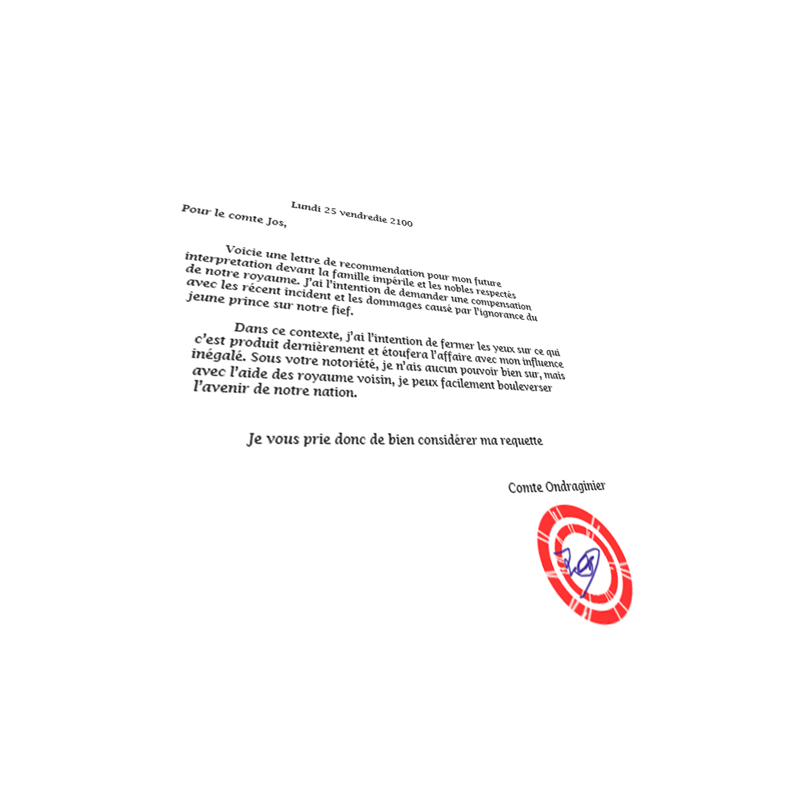 Lundi 25 vendredie 2100
Pour le comte Jos,
Voicie une lettre de recommendation pour mon future
interpretation devant la famille impérile et les nobles respectés
de notre royaume. J'ai l'intention de demander une compensation
avec les récent incident et les dommages causé par l'ignorance du
jeune prince sur notre fief.
Dans ce contexte, j'ai l'intention de fermer les yeux sur ce qui
c'est produit dernièrement et étoufera l'affaire avec mon influence
inégalé. Sous votre notoriété, je n'ais aucun pouvoir bien sur, mais
avec l'aide des royaume voisin, je peux facilement bouleverser
l'avenir de notre nation.
Je vous prie donc de bien considérer ma requette
Comte Ondraginier